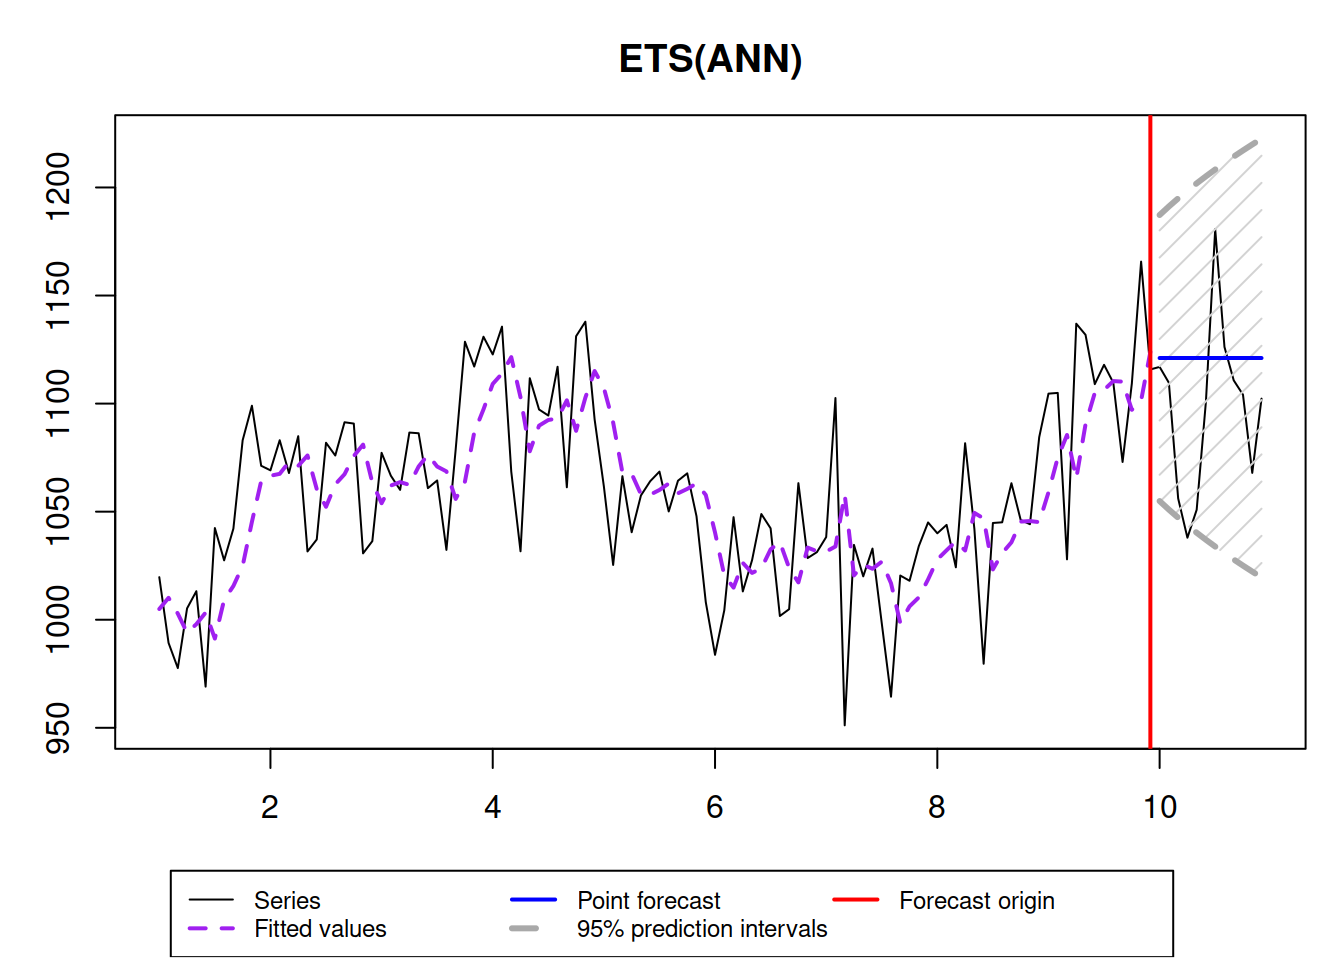 ETS(ANN)
1200
1150
1100
1050
1000
950
2 4 6 8 10
Series Point forecast Forecast origin
Fitted values 95% prediction intervals